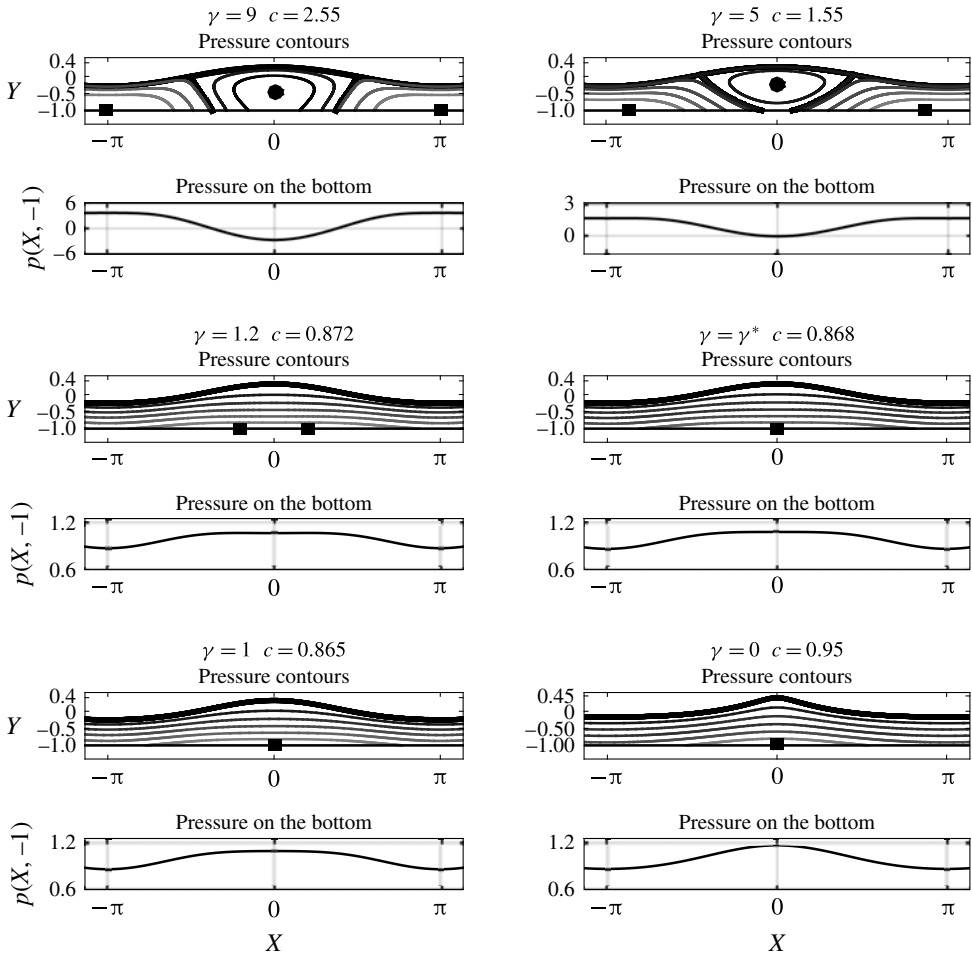 γ = 9 c = 2.55
Pressure contours
0.4
0
−0.5
−1.0
Y
−π 0 π
Pressure on the bottom
6
0
−6
p(X, −1)
−π 0 π
γ = 5 c = 1.55
Pressure contours
0.4
0
−0.5
−1.0
−π 0 π
Pressure on the bottom
3
0
−π 0 π
γ = 1.2 c = 0.872
Pressure contours
0.4
0
−0.5
−1.0
Y
−π 0 π
Pressure on the bottom
1.2
0.6
p(X, −1)
−π 0 π
γ = γ* c = 0.868
Pressure contours
0.4
0
−0.5
−1.0
−π 0 π
Pressure on the bottom
1.2
0.6
−π 0 π
γ = 1 c = 0.865
Pressure contours
0.4
0
−0.5
−1.0
Y
−π 0 π
Pressure on the bottom
1.2
0.6
p(X, −1)
−π 0 π
X
γ = 0 c = 0.95
Pressure contours
0.45
0
−0.50
−1.00
−π 0 π
Pressure on the bottom
1.2
0.6
−π 0 π
X